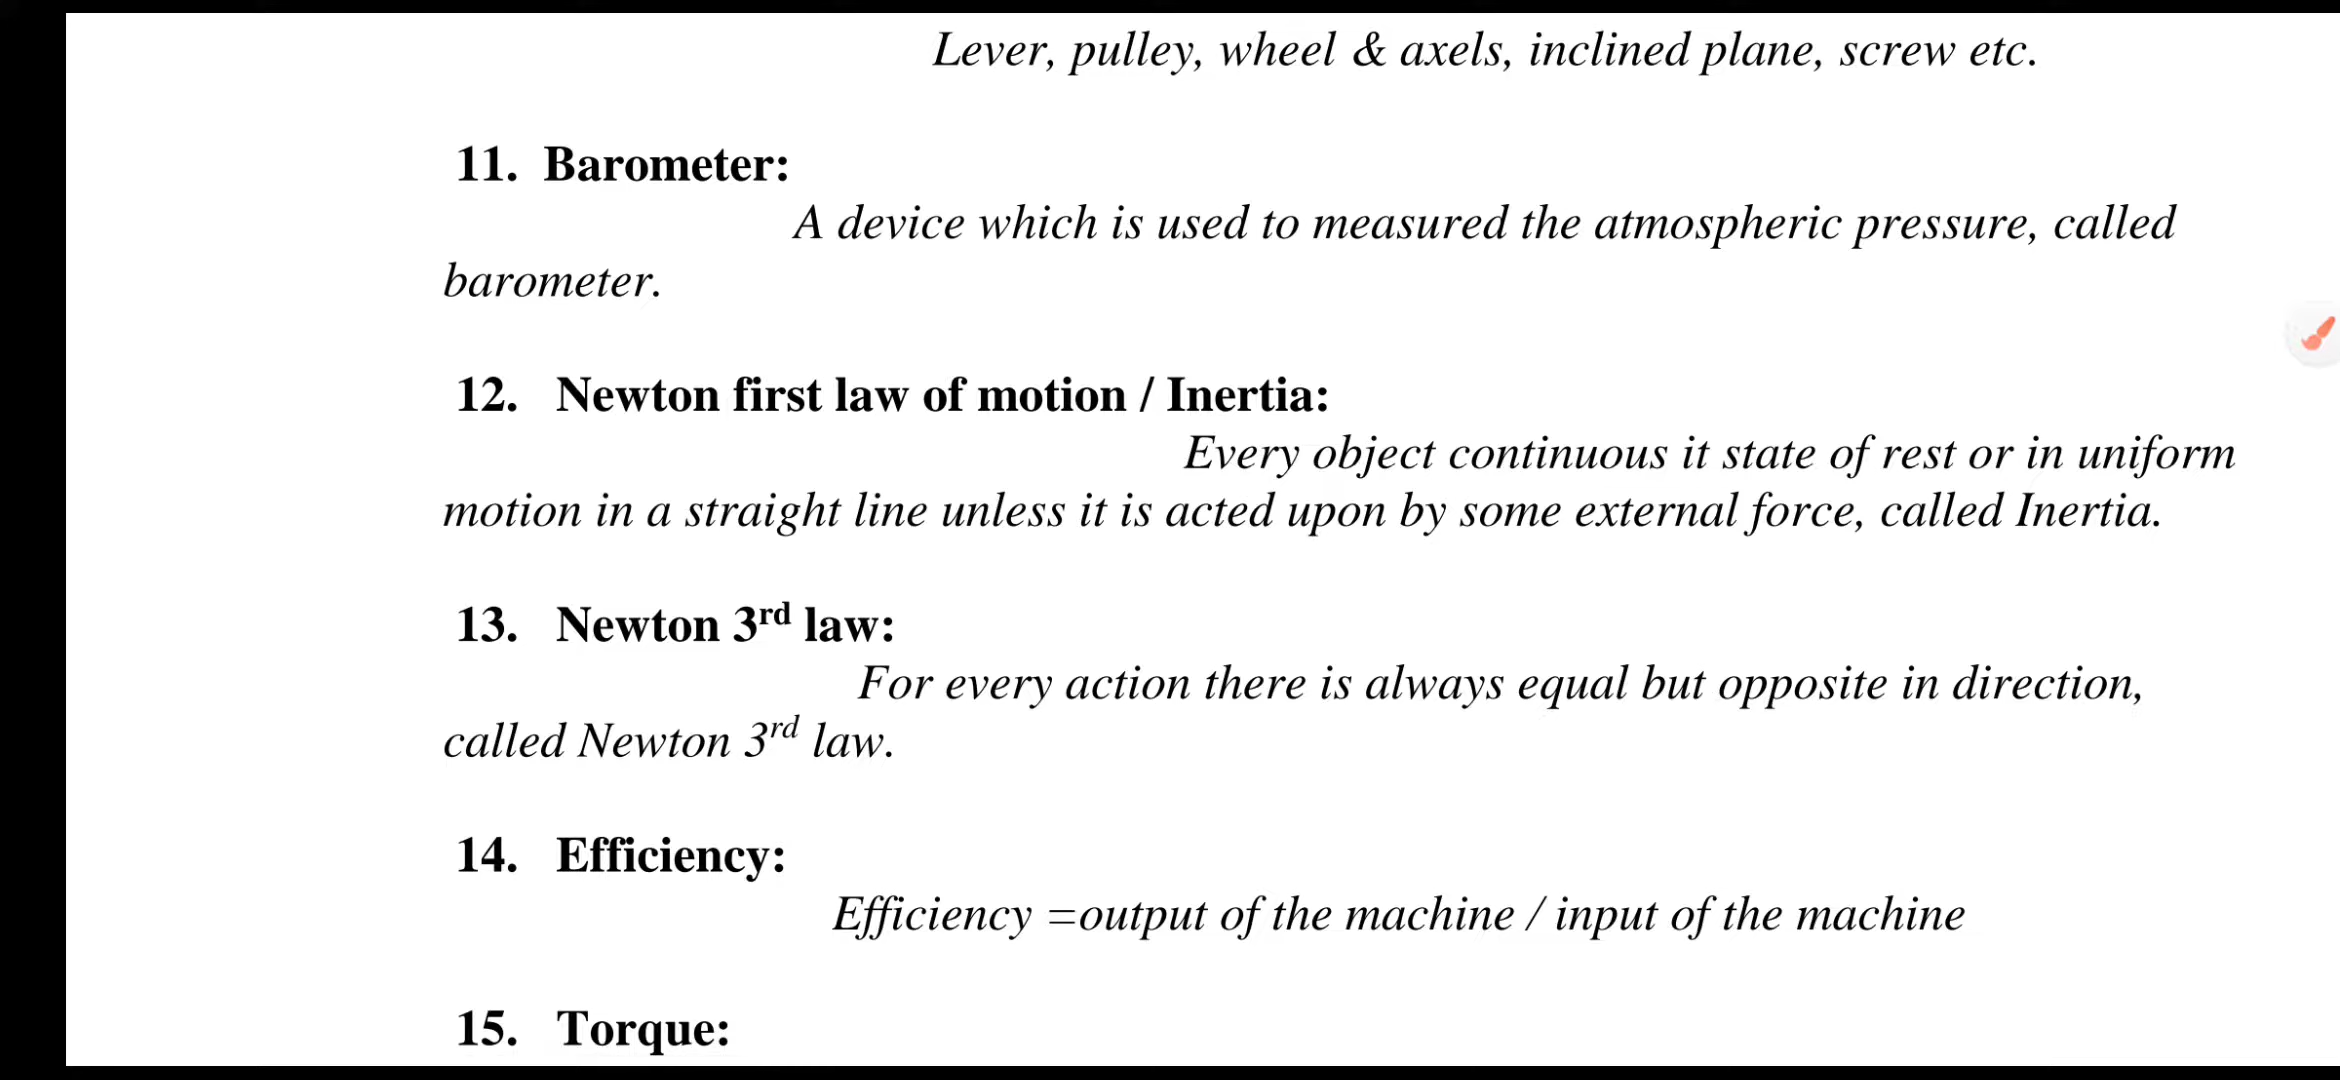 Lever, pulley, wheel & axels, inclined plane, screw etc.
11. Barometer:
A device which is used to measured the atmospheric pressure, called
barometer.
12. Newton first law of motion / Inertia:
Every object continuous it state of rest or in uniform
motion in a straight line unless it is acted upon by some external force, called Inertia.
13. Newton 3rd law:
For every action there is always equal but opposite in direction,
called Newton 3rd law.
14. Efficiency:
Efficiency =output of the machine / input of the machine
15. Torque: